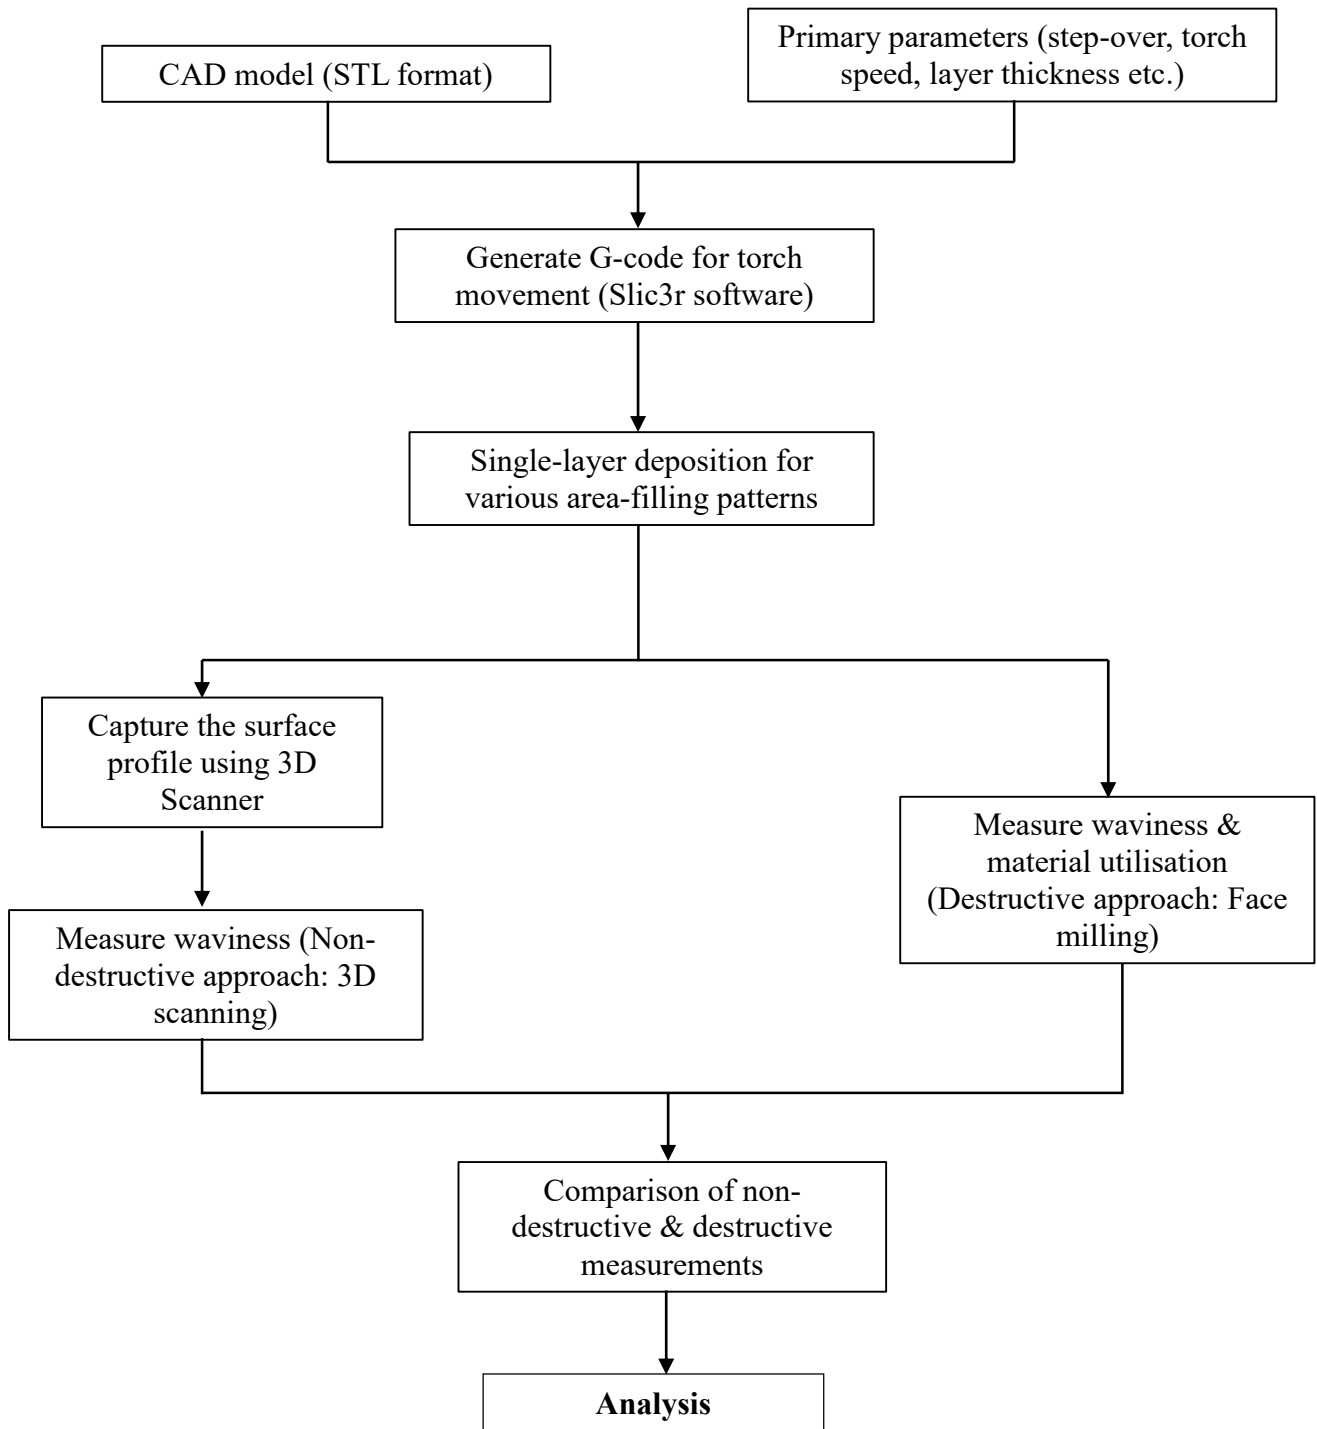 CAD model (STL format)
Primary parameters (step-over, torch
speed, layer thickness etc.)
Generate G-code for torch
movement (Slic3r software)
Single-layer deposition for
various area-filling patterns
Capture the surface
profile using 3D
Scanner
Measure waviness (Non-
destructive approach: 3D
scanning)
Measure waviness &
material utilisation
(Destructive approach: Face
milling)
Comparison of non-
destructive & destructive
measurements
Analysis